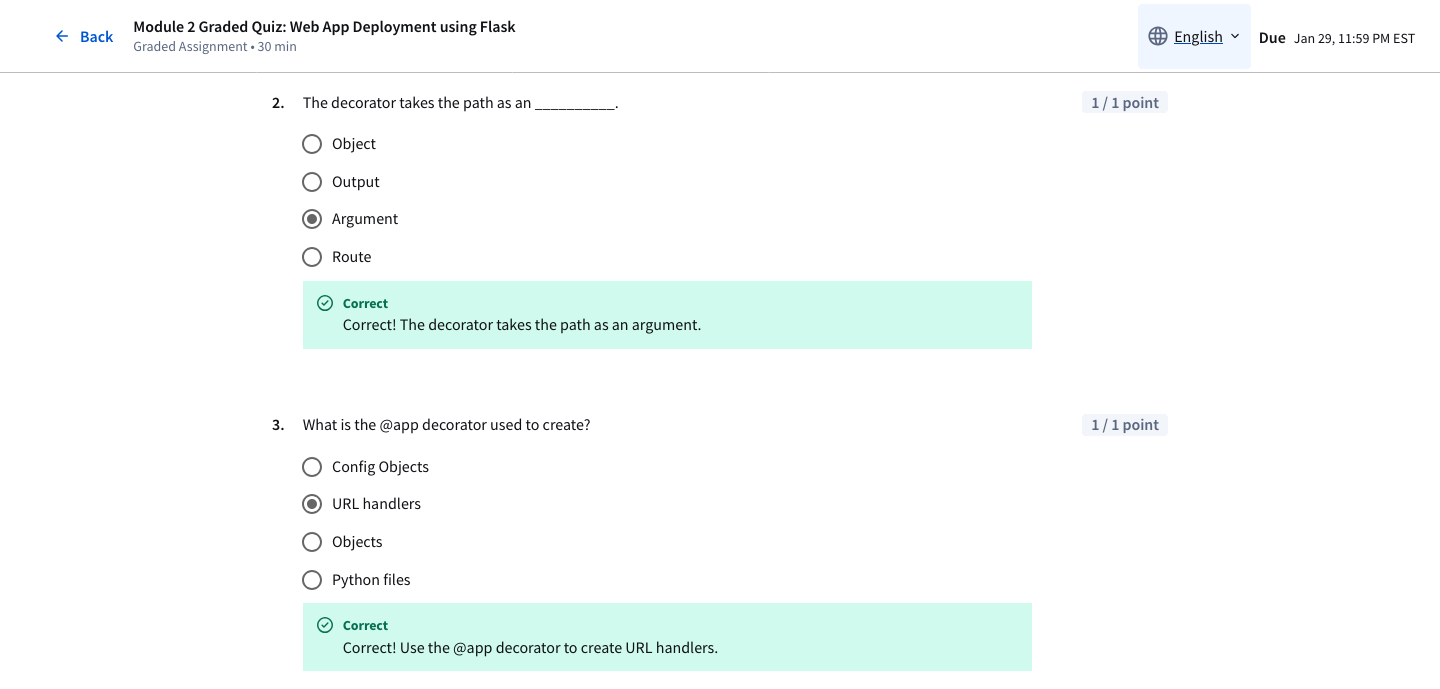 Back
Module 2 Graded Quiz: Web App Deployment using Flask
Graded Assignment • 30 min
English
Due Jan 29, 11:59 PM EST
2. The decorator takes the path as an __________.
1 / 1 point
Object
Output
Argument
Route
Correct
Correct! The decorator takes the path as an argument.
3. What is the @app decorator used to create?
1 / 1 point
Config Objects
URL handlers
Objects
Python files
Correct
Correct! Use the @app decorator to create URL handlers.